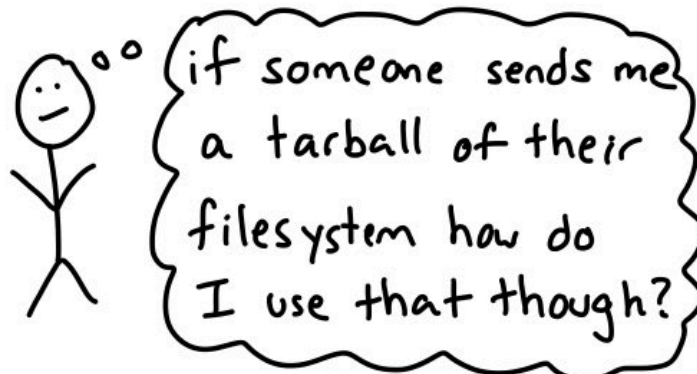 if someone sends me
a tarball of their
filesystem how do
I use that though?